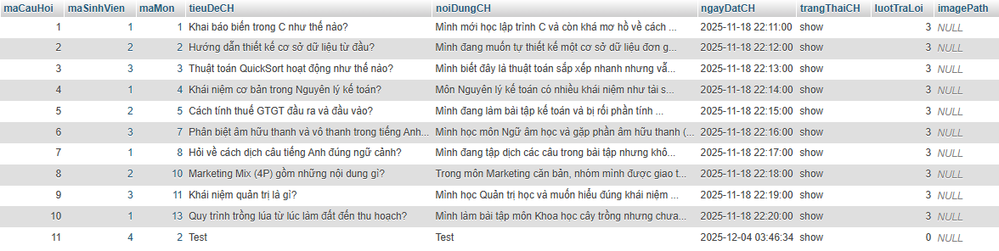 maCauHoi maSinhVien maMon tieuDeCH noiDungCH ngayDatCH trangThaiCH luotTraLoi imagePath
1 1 1 Khai báo biến trong C như thế nào? Mình mới học lập trình C và còn khá mơ hồ về cách ... 2025-11-18 22:11:00 show 3 NULL
2 2 2 Hướng dẫn thiết kế cơ sở dữ liệu từ đầu? Mình đang muốn tự thiết kế một cơ sở dữ liệu đơn g... 2025-11-18 22:12:00 show 3 NULL
3 3 3 Thuật toán QuickSort hoạt động như thế nào? Mình biết đây là thuật toán sắp xếp nhanh nhưng vẫ... 2025-11-18 22:13:00 show 3 NULL
4 1 4 Khái niệm cơ bản trong Nguyên lý kế toán? Môn Nguyên lý kế toán có nhiều khái niệm như tài s... 2025-11-18 22:14:00 show 3 NULL
5 2 5 Cách tính thuế GTGT đầu ra và đầu vào? Mình đang làm bài tập kế toán và bị rối phần tính ... 2025-11-18 22:15:00 show 3 NULL
6 3 7 Phân biệt âm hữu thanh và vô thanh trong tiếng Anh... Mình học môn Ngữ âm học và gặp phần âm hữu thanh (... 2025-11-18 22:16:00 show 3 NULL
7 1 8 Hỏi về cách dịch câu tiếng Anh đúng ngữ cảnh? Mình đang tập dịch các câu trong bài tập nhưng khô... 2025-11-18 22:17:00 show 3 NULL
8 2 10 Marketing Mix (4P) gồm những nội dung gì? Trong môn Marketing căn bản, nhóm mình được giao t... 2025-11-18 22:18:00 show 3 NULL
9 3 11 Khái niệm quản trị là gì? Mình học Quản trị học và muốn hiểu đúng khái niệm ... 2025-11-18 22:19:00 show 3 NULL
10 1 13 Quy trình trồng lúa từ lúc làm đất đến thu hoạch? Mình làm bài tập môn Khoa học cây trồng nhưng chưa... 2025-11-18 22:20:00 show 3 NULL
11 4 2 Test Test 2025-12-04 03:46:34 show 0 NULL